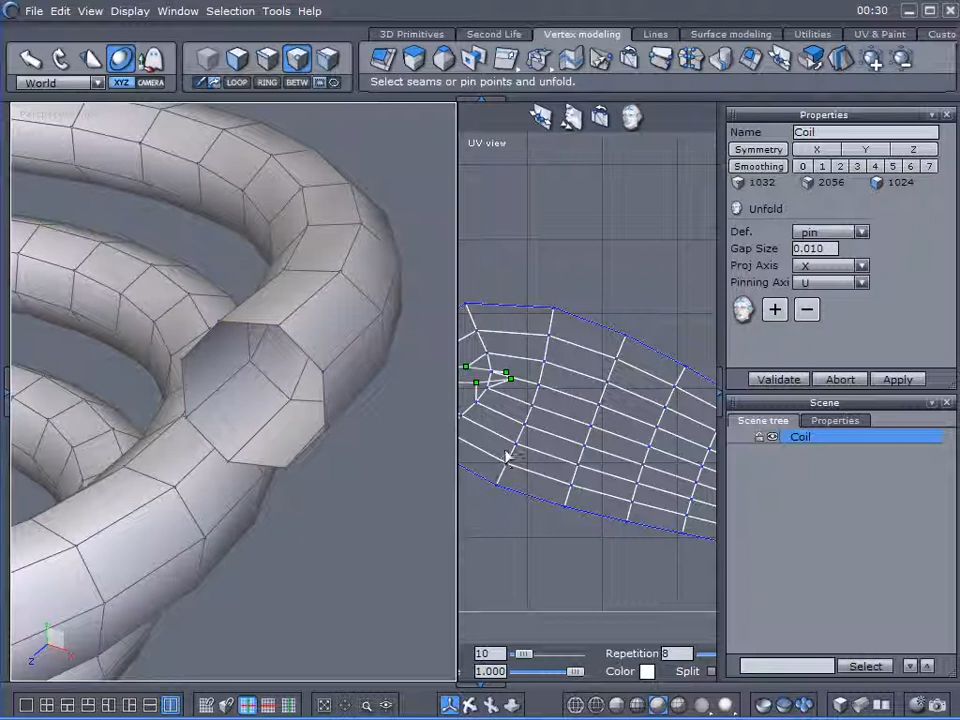 File Edit View Display Window Selection Tools Help 00:30
3D Primitives Second Life Vertex modeling Lines Surface modeling Utilities UV & Paint Custo
World XYZ CAMERA LOOP RING BETW
Select seams or pin points and unfold.
UV view
Properties
Name Coil
Symmetry X Y Z
Smoothing 0 1 2 3 4 5 6 7
1032 2056 1024
Unfold
Def. pin
Gap Size 0.010
Proj Axis X
Pinning Axi U
+ −
Validate Abort Apply
Scene
Scene tree Properties
Coil
Y
Z X
10 Repetition 8
1.000 Color Split
Select